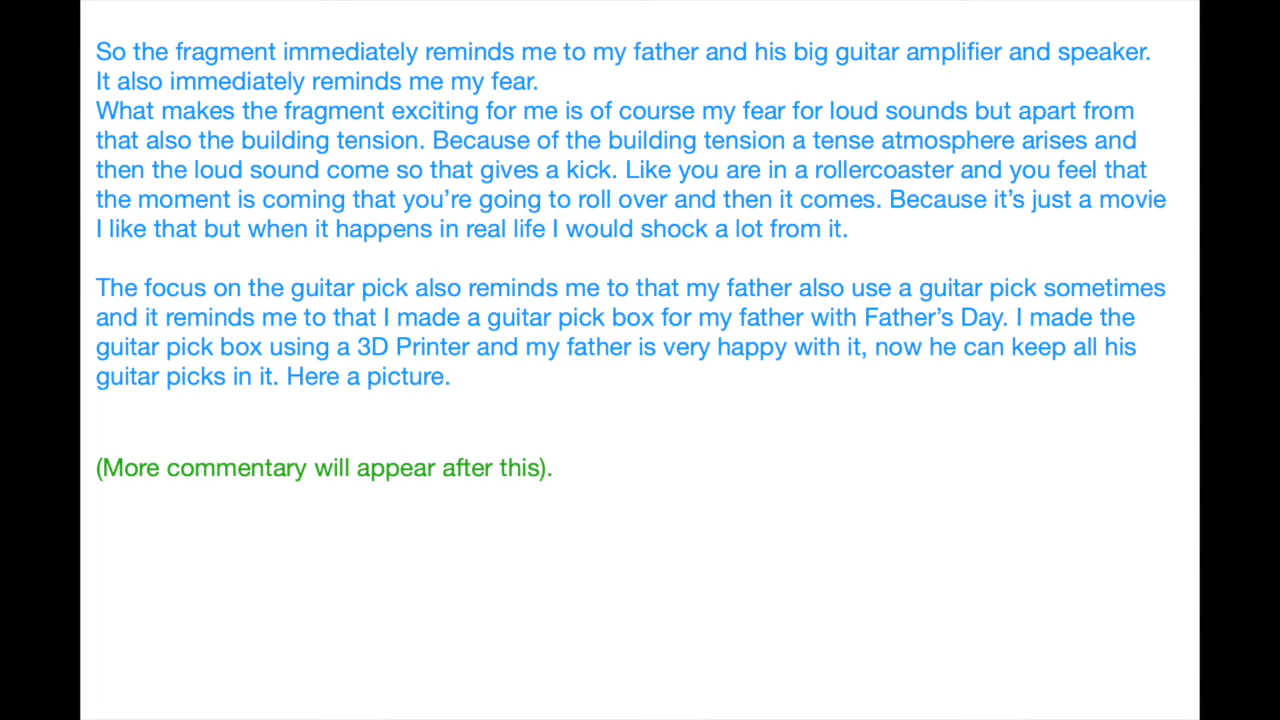 So the fragment immediately reminds me to my father and his big guitar amplifier and speaker.
It also immediately reminds me my fear.
What makes the fragment exciting for me is of course my fear for loud sounds but apart from
that also the building tension. Because of the building tension a tense atmosphere arises and
then the loud sound come so that gives a kick. Like you are in a rollercoaster and you feel that
the moment is coming that you’re going to roll over and then it comes. Because it’s just a movie
I like that but when it happens in real life I would shock a lot from it.
The focus on the guitar pick also reminds me to that my father also use a guitar pick sometimes
and it reminds me to that I made a guitar pick box for my father with Father’s Day. I made the
guitar pick box using a 3D Printer and my father is very happy with it, now he can keep all his
guitar picks in it. Here a picture.
(More commentary will appear after this).